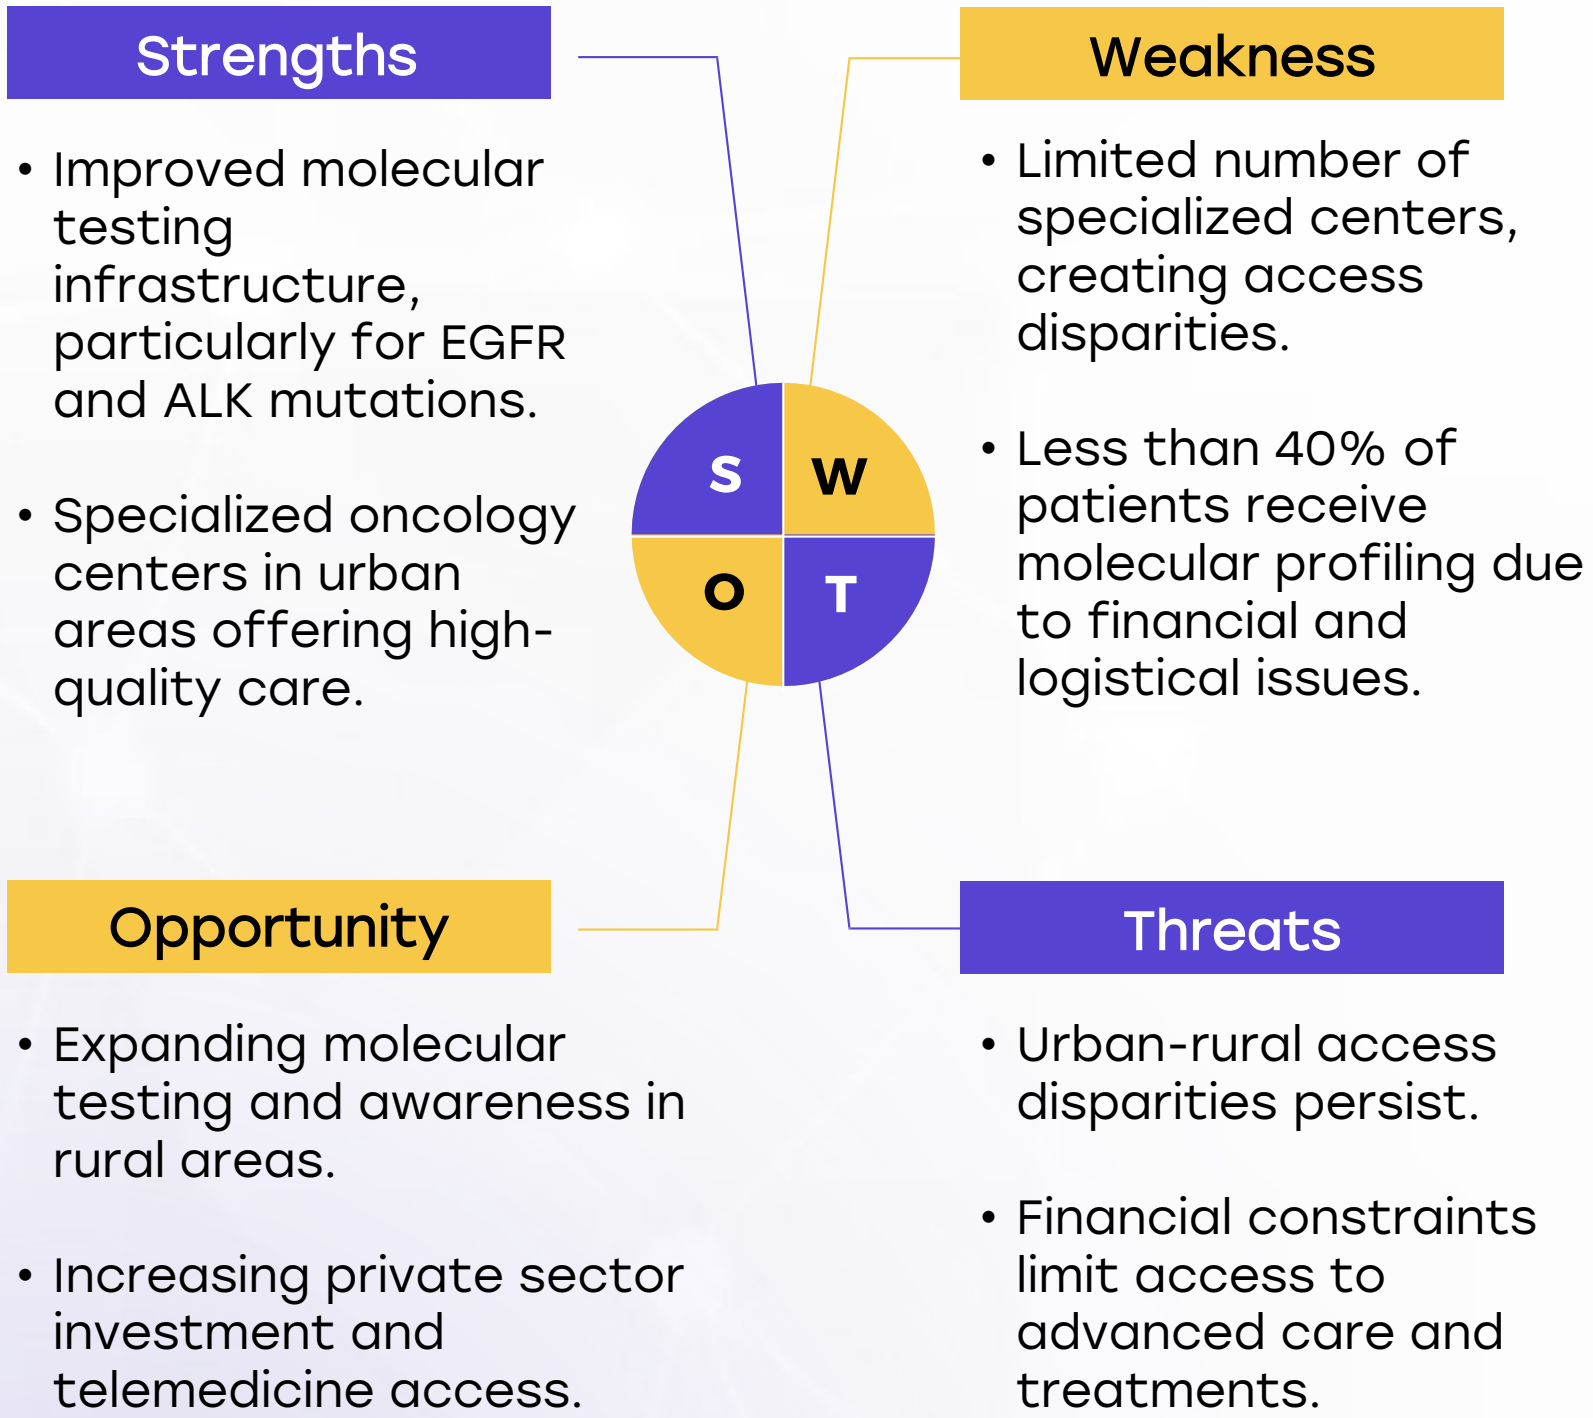 Strengths
• Improved molecular
testing
infrastructure,
particularly for EGFR
and ALK mutations.
• Specialized oncology
centers in urban
areas offering high-
quality care.
Weakness
• Limited number of
specialized centers,
creating access
disparities.
• Less than 40% of
patients receive
molecular profiling due
to financial and
logistical issues.
S
W
O
T
Opportunity
• Expanding molecular
testing and awareness in
rural areas.
• Increasing private sector
investment and
telemedicine access.
Threats
• Urban-rural access
disparities persist.
• Financial constraints
limit access to
advanced care and
treatments.